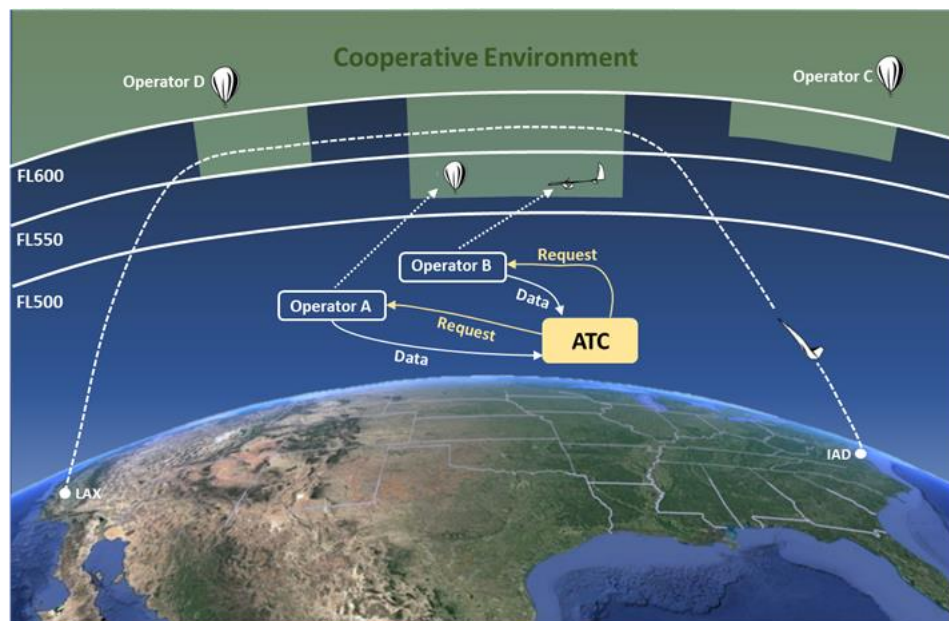 Cooperative Environment
Operator D
Operator C
FL600
FL550
FL500
Operator B
Request
Operator A
Data
Request
ATC
Data
LAX
IAD